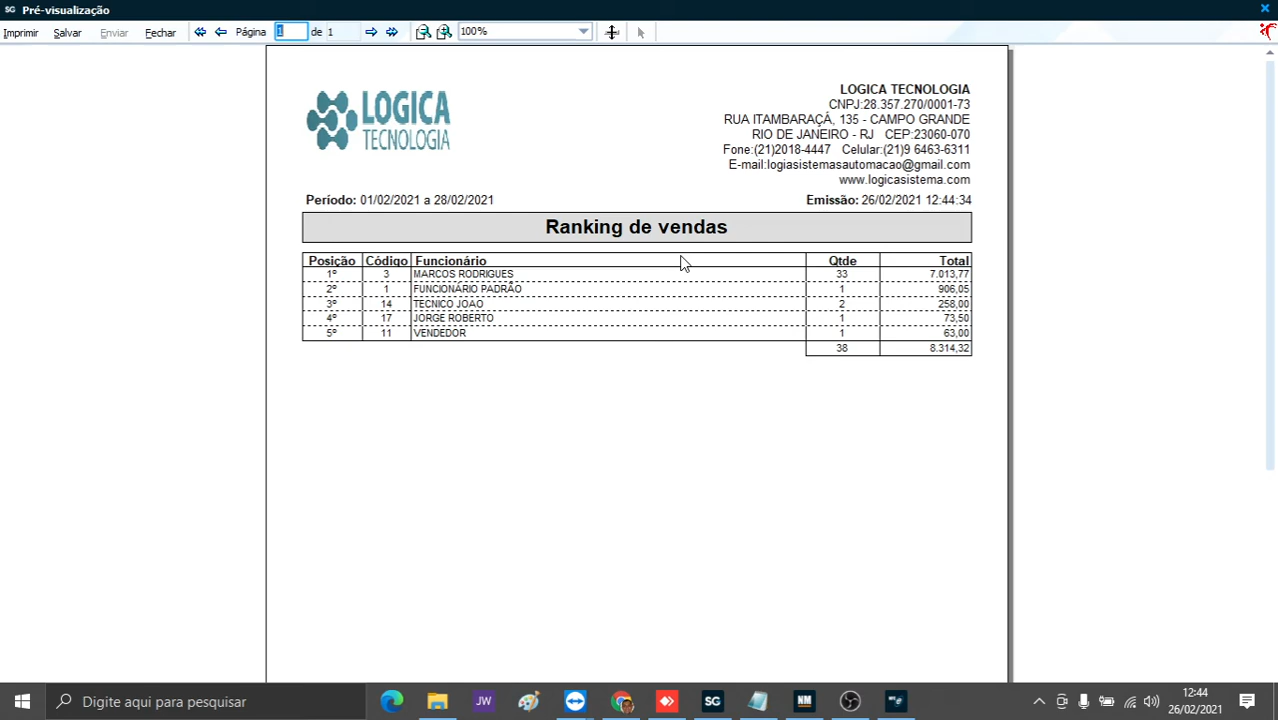 SG Pré-visualização
Imprimir Salvar Enviar Fechar Página 1 de 1 100%
LOGICA
TECNOLOGIA
LOGICA TECNOLOGIA
CNPJ:28.357.270/0001-73
RUA ITAMBARAÇÁ, 135 - CAMPO GRANDE
RIO DE JANEIRO - RJ CEP:23060-070
Fone:(21)2018-4447 Celular:(21)9 6463-6311
E-mail:logiasistemasautomacao@gmail.com
www.logicasistema.com
Período: 01/02/2021 a 28/02/2021 Emissão: 26/02/2021 12:44:34
Ranking de vendas
Posição Código Funcionário Qtde Total
1º 3 MARCOS RODRIGUES 33 7.013,77
2º 1 FUNCIONÁRIO PADRÃO 1 906,05
3º 14 TECNICO JOAO 2 258,00
4º 17 JORGE ROBERTO 1 73,50
5º 11 VENDEDOR 1 63,00
38 8.314,32
Digite aqui para pesquisar JW SG NM 12:44
26/02/2021